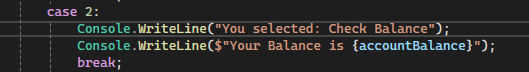 case 2:
Console.WriteLine("You selected: Check Balance");
Console.WriteLine($"Your Balance is {accountBalance}");
break;